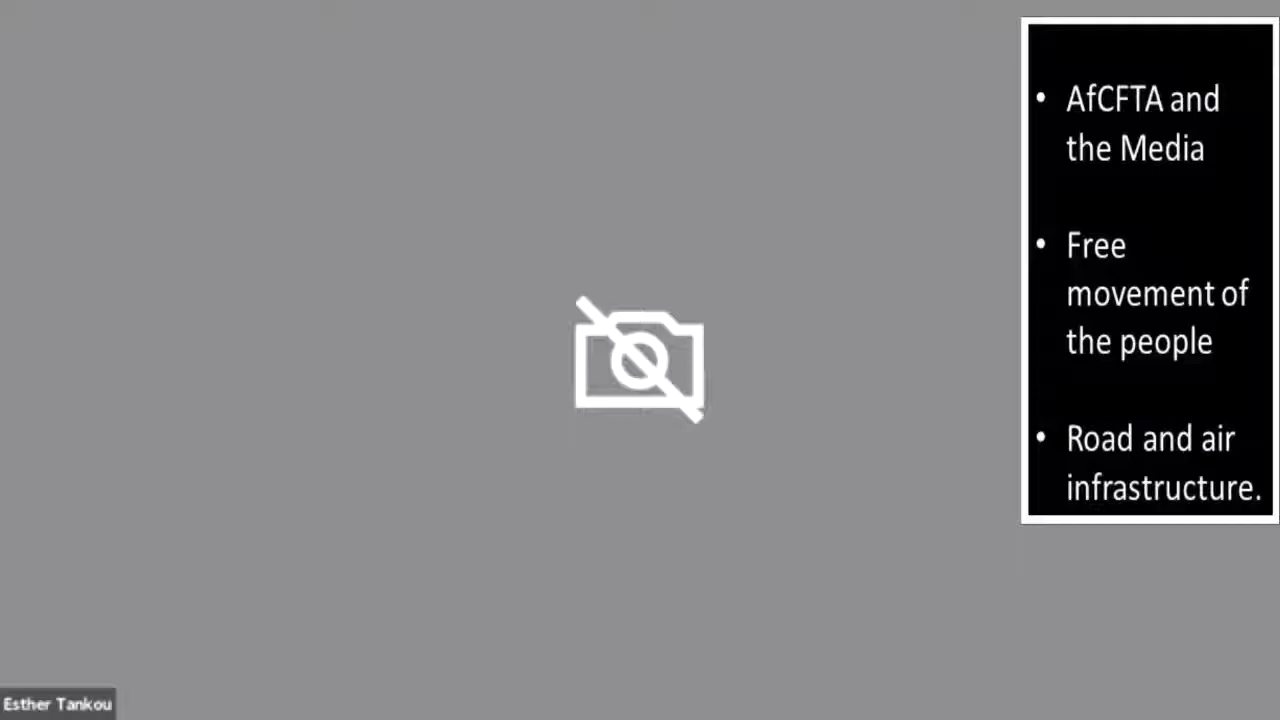 • AfCFTA and
the Media
• Free
movement of
the people
• Road and air
infrastructure.
Esther Tankou